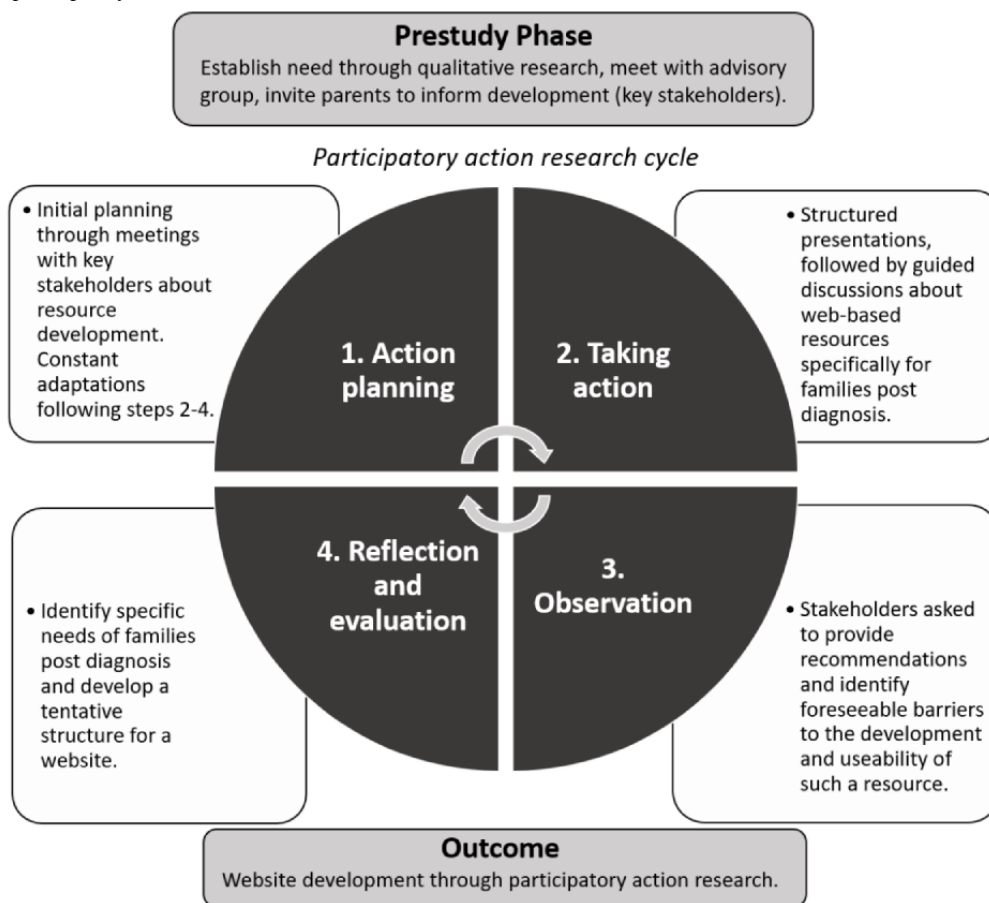 Prestudy Phase
Establish need through qualitative research, meet with advisory
group, invite parents to inform development (key stakeholders).
Participatory action research cycle
• Initial planning
through meetings
with key
stakeholders about
resource
development.
Constant
adaptations
following steps 2-4.
1. Action
planning
2. Taking
action
• Structured
presentations,
followed by guided
discussions about
web-based
resources
specifically for
families post
diagnosis.
• Identify specific
needs of families
post diagnosis
and develop a
tentative
structure for a
website.
4. Reflection
and
evaluation
3.
Observation
• Stakeholders asked
to provide
recommendations
and identify
foreseeable barriers
to the development
and useability of
such a resource.
Outcome
Website development through participatory action research.